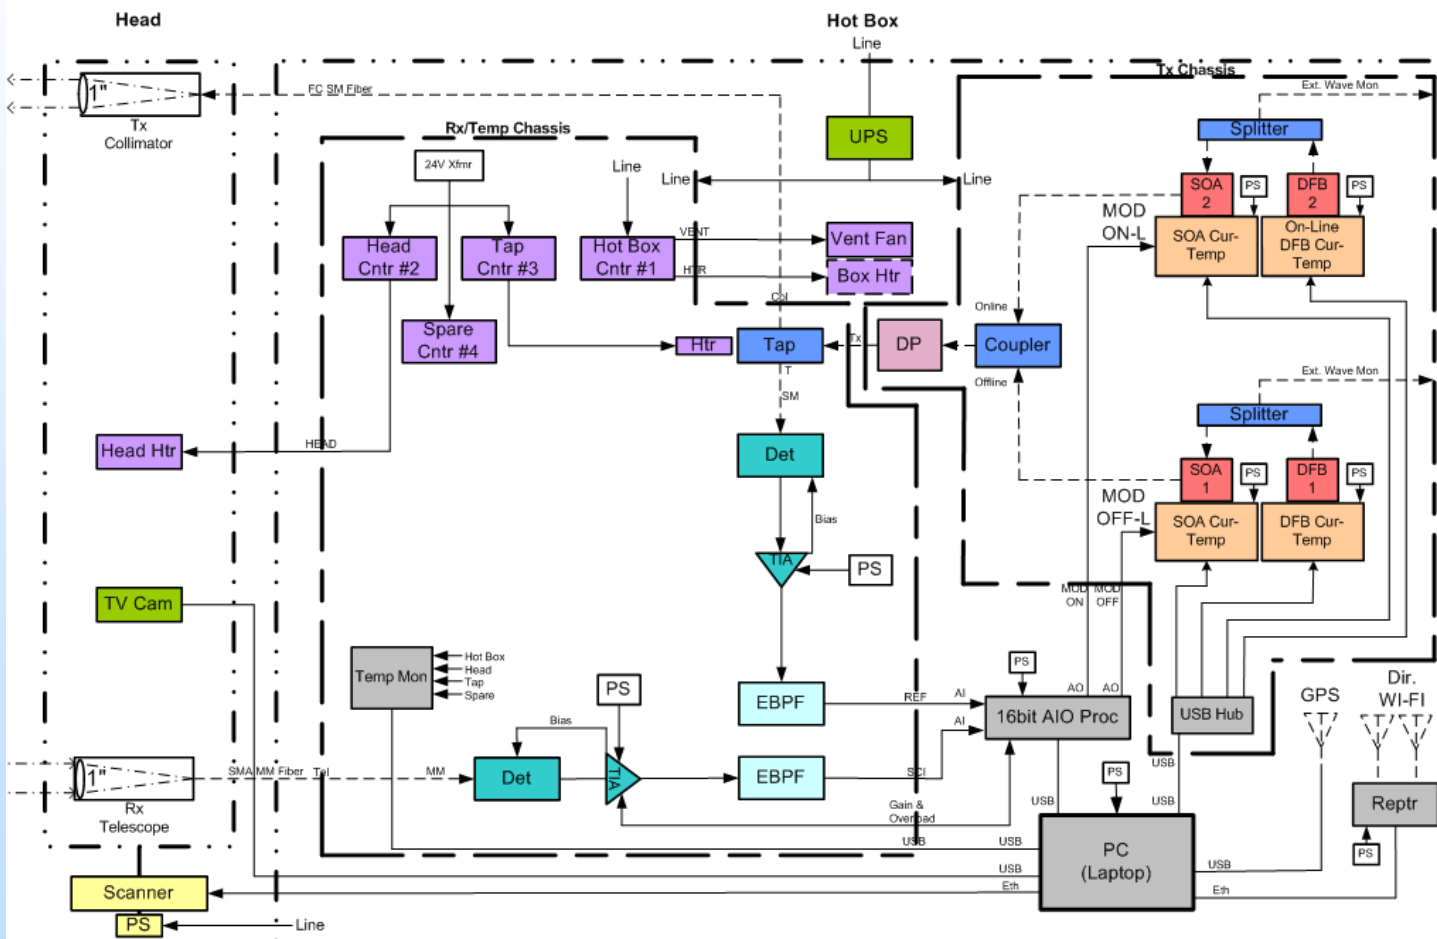 Head
Hot Box
Line
Tx Chassis
1"
Tx
Collimator
FC SM Fiber
Ext. Wave Mon
Rx/Temp Chassis
UPS
Splitter
24V Xfmr
Line
Line
Line
SOA
2
PS
DFB
2
PS
MOD
ON-L
Head
Cntr #2
Tap
Cntr #3
Hot Box
Cntr #1
VENT
Vent Fan
HTR
Box Htr
SOA Cur-
Temp
On-Line
DFB Cur-
Temp
Col
Online
Spare
Cntr #4
Htr
Tap
Tx
DP
Coupler
T
SM
Offline
Ext. Wave Mon
Splitter
Head Htr
HEAD
Det
SOA
1
PS
DFB
1
PS
MOD
OFF-L
Bias
SOA Cur-
Temp
DFB Cur-
Temp
TIA
PS
TV Cam
MOD
ON
MOD
OFF
Temp Mon
Hot Box
Head
Tap
Spare
PS
PS
EBPF
REF
AI
AO
AO
16bit AIO Proc
USB Hub
GPS
Dir.
WI-FI
Bias
AI
1"
Rx
Telescope
SMA MM Fiber
Tel
MM
Det
TIA
EBPF
SCI
USB
PS
Gain &
Overload
USB
USB
Reptr
PS
USB
USB
PC
(Laptop)
USB
USB
Eth
Eth
Scanner
PS
Line